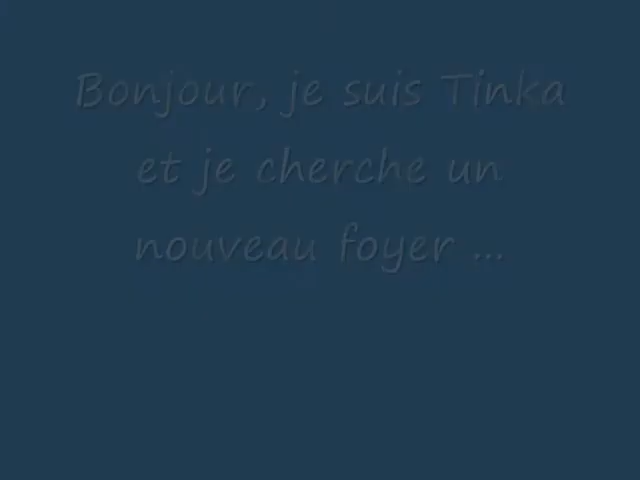 Bonjour, je suis Tinka
et je cherche un
nouveau foyer ...